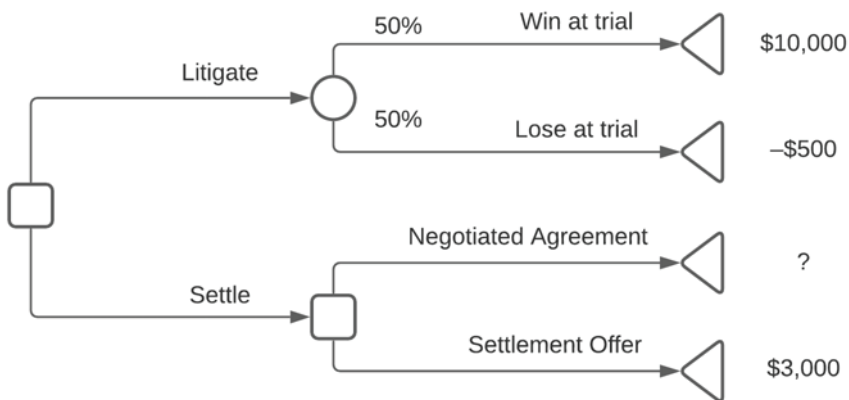 50%
Win at trial
$10,000
Litigate
50%
Lose at trial
–$500
Negotiated Agreement
?
Settle
Settlement Offer
$3,000